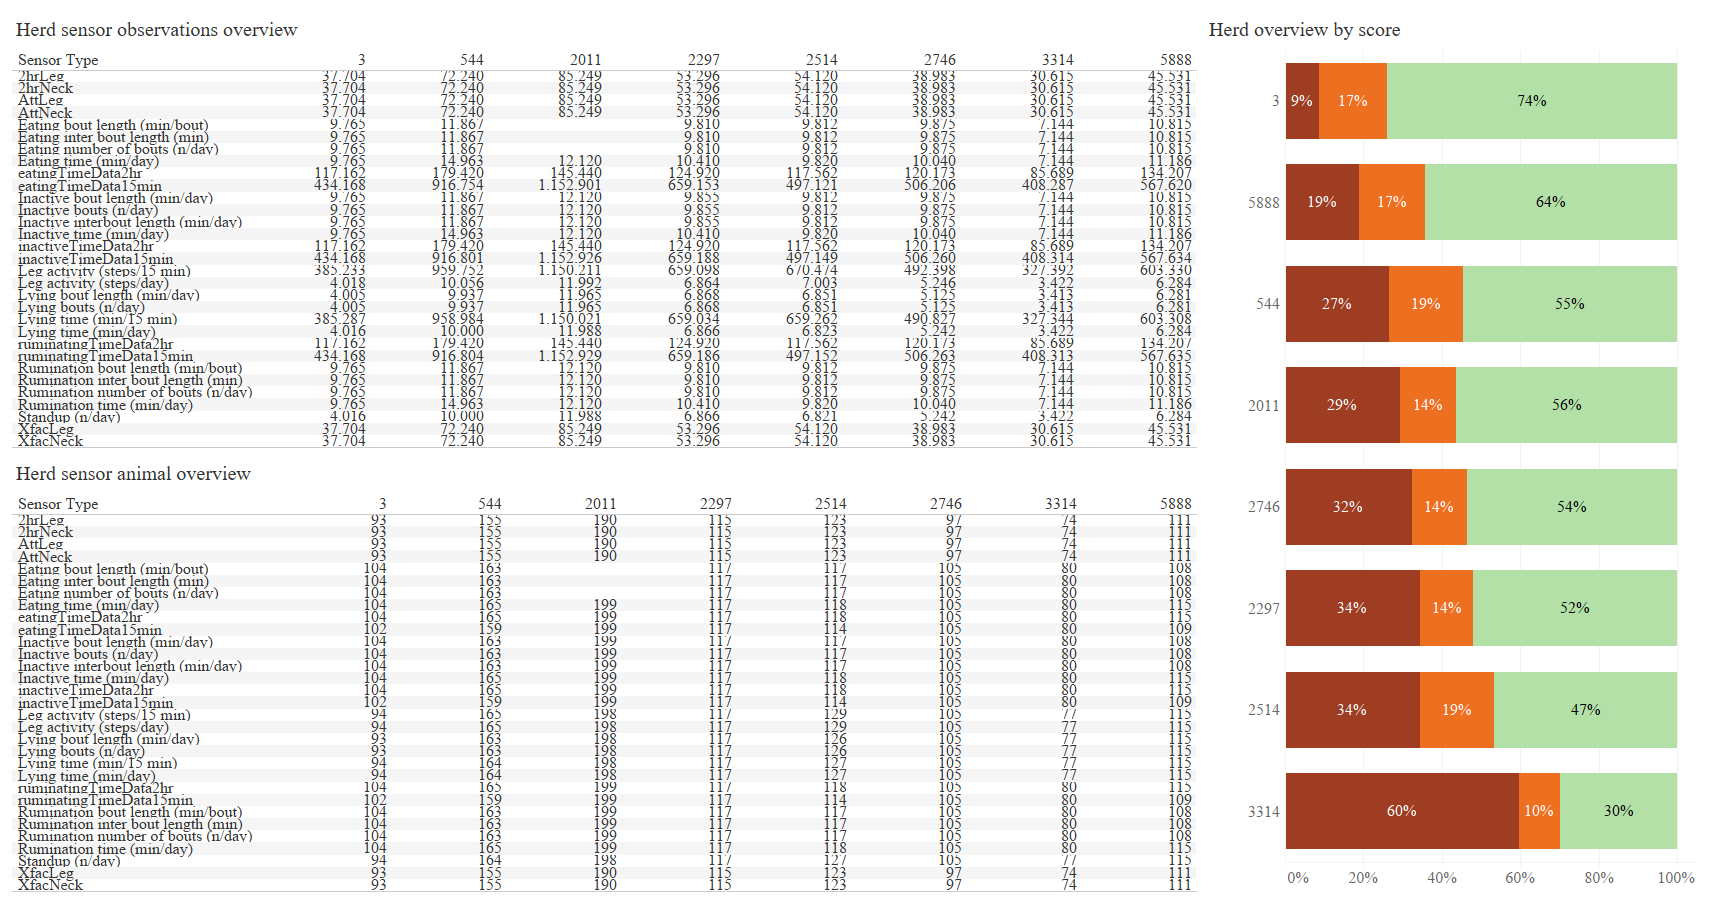 Herd sensor observations overview
Sensor Type 3 544 2011 2297 2514 2746 3314 5888
2hrLeg 37.704 72.240 85.249 53.296 54.120 38.983 30.615 45.531
2hrNeck 37.704 72.240 85.249 53.296 54.120 38.983 30.615 45.531
AttLeg 37.704 72.240 85.249 53.296 54.120 38.983 30.615 45.531
AttNeck 37.704 72.240 85.249 53.296 54.120 38.983 30.615 45.531
Eating bout length (min/bout) 9.765 11.867 9.810 9.812 9.875 7.144 10.815
Eating inter bout length (min) 9.765 11.867 9.810 9.812 9.875 7.144 10.815
Eating number of bouts (n/day) 9.765 11.867 9.810 9.812 9.875 7.144 10.815
Eating time (min/day) 9.765 14.963 12.120 10.410 9.820 10.040 7.144 11.186
eatingTimeData2hr 117.162 179.420 145.440 124.920 117.562 120.173 85.689 134.207
eatingTimeData15min 434.168 916.754 1.152.901 659.153 497.121 506.206 408.287 567.620
Inactive bout length (min/day) 9.765 11.867 12.120 9.855 9.812 9.875 7.144 10.815
Inactive bouts (n/day) 9.765 11.867 12.120 9.855 9.812 9.875 7.144 10.815
Inactive interbout length (min/day) 9.765 11.867 12.120 9.855 9.812 9.875 7.144 10.815
Inactive time (min/day) 9.765 14.963 12.120 10.410 9.820 10.040 7.144 11.186
inactiveTimeData2hr 117.162 179.420 145.440 124.920 117.562 120.173 85.689 134.207
inactiveTimeData15min 434.168 916.801 1.152.926 659.188 497.149 506.260 408.314 567.634
Leg activity (steps/15 min) 385.233 959.752 1.150.211 659.098 670.474 492.398 327.392 603.330
Leg activity (steps/day) 4.018 10.056 11.992 6.864 7.003 5.246 3.422 6.284
Lying bout length (min/day) 4.005 9.937 11.965 6.868 6.851 5.125 3.413 6.281
Lying bouts (n/day) 4.005 9.937 11.965 6.868 6.851 5.125 3.413 6.281
Lying time (min/15 min) 385.287 958.984 1.150.021 659.034 659.262 490.827 327.344 603.308
Lying time (min/day) 4.016 10.000 11.988 6.866 6.823 5.242 3.422 6.284
ruminatingTimeData2hr 117.162 179.420 145.440 124.920 117.562 120.173 85.689 134.207
ruminatingTimeData15min 434.168 916.804 1.152.929 659.186 497.152 506.263 408.313 567.635
Rumination bout length (min/bout) 9.765 11.867 12.120 9.810 9.812 9.875 7.144 10.815
Rumination inter bout length (min) 9.765 11.867 12.120 9.810 9.812 9.875 7.144 10.815
Rumination number of bouts (n/day) 9.765 11.867 12.120 9.810 9.812 9.875 7.144 10.815
Rumination time (min/day) 9.765 14.963 12.120 10.410 9.820 10.040 7.144 11.186
Standup (n/day) 4.016 10.000 11.988 6.866 6.821 5.242 3.422 6.284
XfacLeg 37.704 72.240 85.249 53.296 54.120 38.983 30.615 45.531
XfacNeck 37.704 72.240 85.249 53.296 54.120 38.983 30.615 45.531
Herd sensor animal overview
Sensor Type 3 544 2011 2297 2514 2746 3314 5888
2hrLeg 93 155 190 115 123 97 74 111
2hrNeck 93 155 190 115 123 97 74 111
AttLeg 93 155 190 115 123 97 74 111
AttNeck 93 155 190 115 123 97 74 111
Eating bout length (min/bout) 104 163 117 117 105 80 108
Eating inter bout length (min) 104 163 117 117 105 80 108
Eating number of bouts (n/day) 104 163 117 117 105 80 108
Eating time (min/day) 104 165 199 117 118 105 80 115
eatingTimeData2hr 104 165 199 117 118 105 80 115
eatingTimeData15min 102 159 199 117 114 105 80 109
Inactive bout length (min/day) 104 163 199 117 117 105 80 108
Inactive bouts (n/day) 104 163 199 117 117 105 80 108
Inactive interbout length (min/day) 104 163 199 117 117 105 80 108
Inactive time (min/day) 104 165 199 117 118 105 80 115
inactiveTimeData2hr 104 165 199 117 118 105 80 115
inactiveTimeData15min 102 159 199 117 114 105 80 109
Leg activity (steps/15 min) 94 165 198 117 129 105 77 115
Leg activity (steps/day) 94 165 198 117 129 105 77 115
Lying bout length (min/day) 93 163 198 117 126 105 77 115
Lying bouts (n/day) 93 163 198 117 126 105 77 115
Lying time (min/15 min) 94 164 198 117 127 105 77 115
Lying time (min/day) 94 164 198 117 127 105 77 115
ruminatingTimeData2hr 104 165 199 117 118 105 80 115
ruminatingTimeData15min 102 159 199 117 114 105 80 109
Rumination bout length (min/bout) 104 163 199 117 117 105 80 108
Rumination inter bout length (min) 104 163 199 117 117 105 80 108
Rumination number of bouts (n/day) 104 163 199 117 117 105 80 108
Rumination time (min/day) 104 165 199 117 118 105 80 115
Standup (n/day) 94 164 198 117 127 105 77 115
XfacLeg 93 155 190 115 123 97 74 111
XfacNeck 93 155 190 115 123 97 74 111
Herd overview by score
3 9% 17% 74%
5888 19% 17% 64%
544 27% 19% 55%
2011 29% 14% 56%
2746 32% 14% 54%
2297 34% 14% 52%
2514 34% 19% 47%
3314 60% 10% 30%
0% 20% 40% 60% 80% 100%